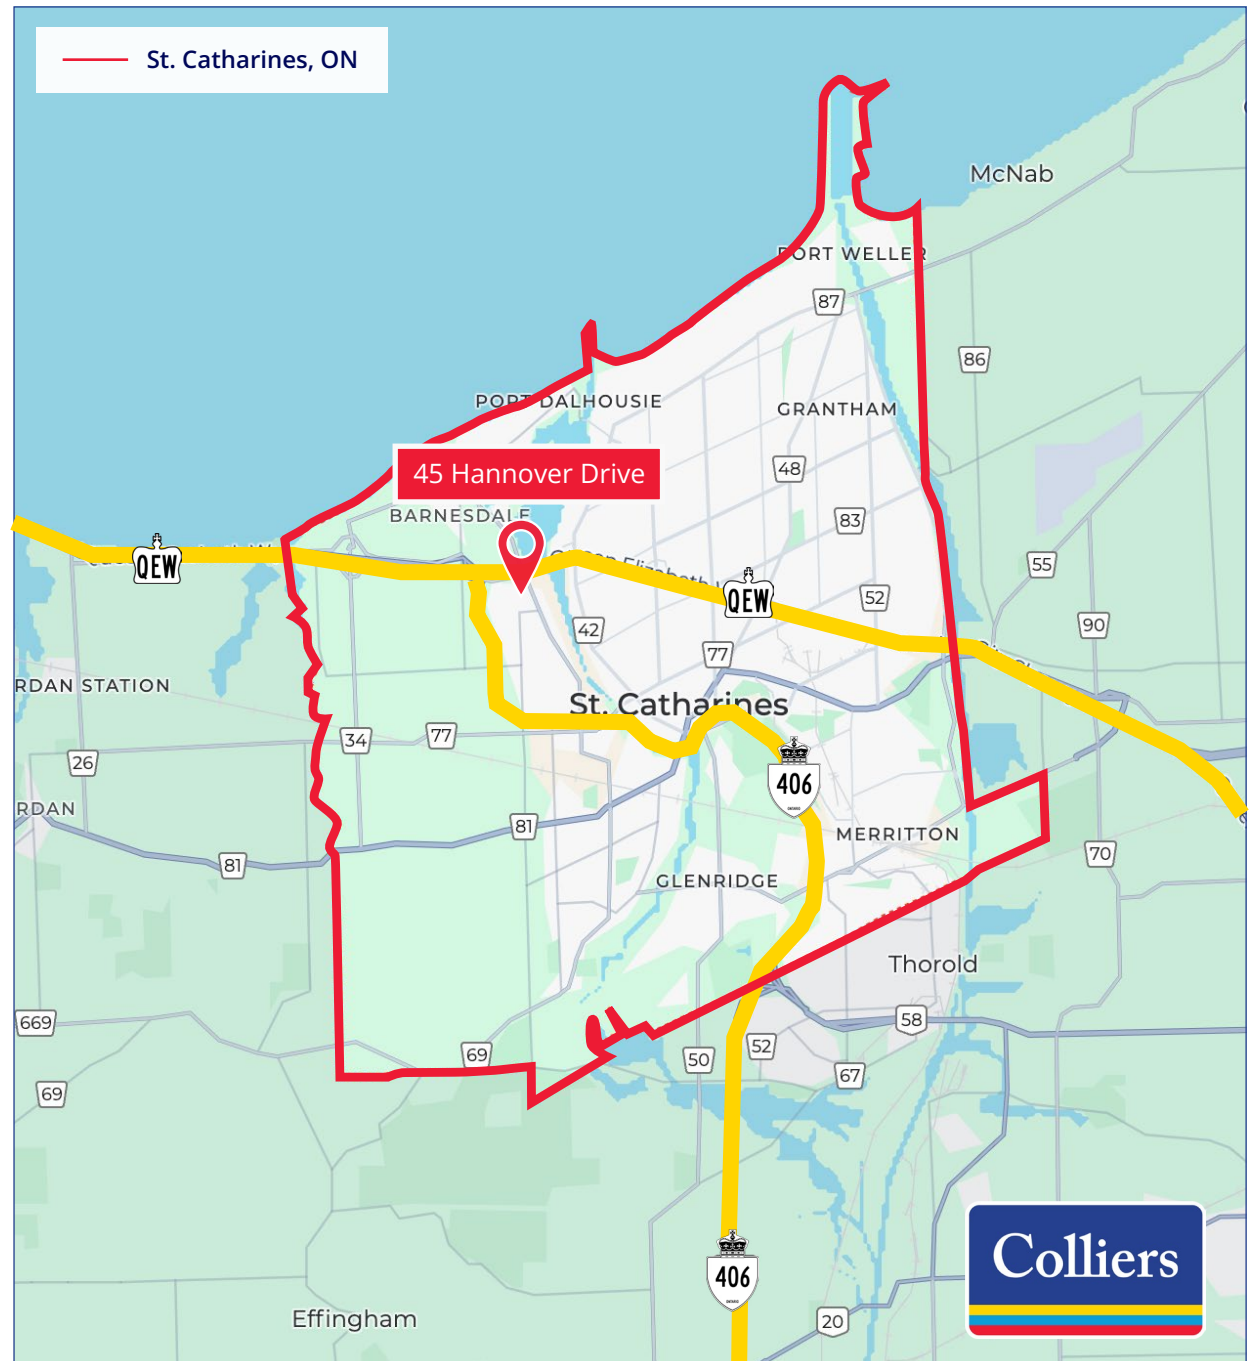 St. Catharines, ON
McNab
PORT WELLER
87
86
PORT DALHOUSIE
GRANTHAM
45 Hannover Drive
48
BARNESDALE
83
QEW
55
QEW
52
42
90
77
RDAN STATION
St. Catharines
34
77
26
406
ONTARIO
RDAN
81
MERRITTON
81
70
GLENRIDGE
Thorold
669
58
69
52
50
67
69
Colliers
406
ONTARIO
Effingham
20